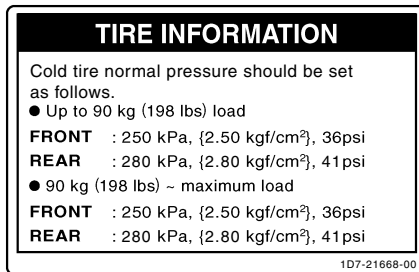 TIRE INFORMATION
Cold tire normal pressure should be set
as follows.
● Up to 90 kg (198 lbs) load
FRONT : 250 kPa, {2.50 kgf/cm²}, 36psi
REAR : 280 kPa, {2.80 kgf/cm²}, 41psi
● 90 kg (198 lbs) ~ maximum load
FRONT : 250 kPa, {2.50 kgf/cm²}, 36psi
REAR : 280 kPa, {2.80 kgf/cm²}, 41psi
1D7-21668-00